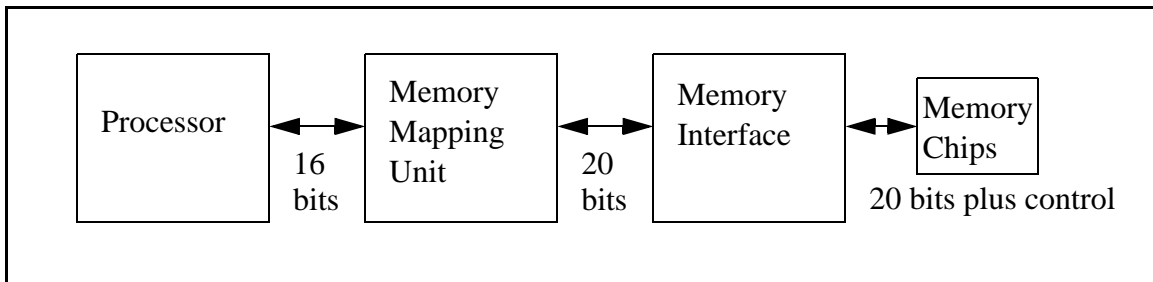 Processor
16
bits
Memory
Mapping
Unit
20
bits
Memory
Interface
Memory
Chips
20 bits plus control